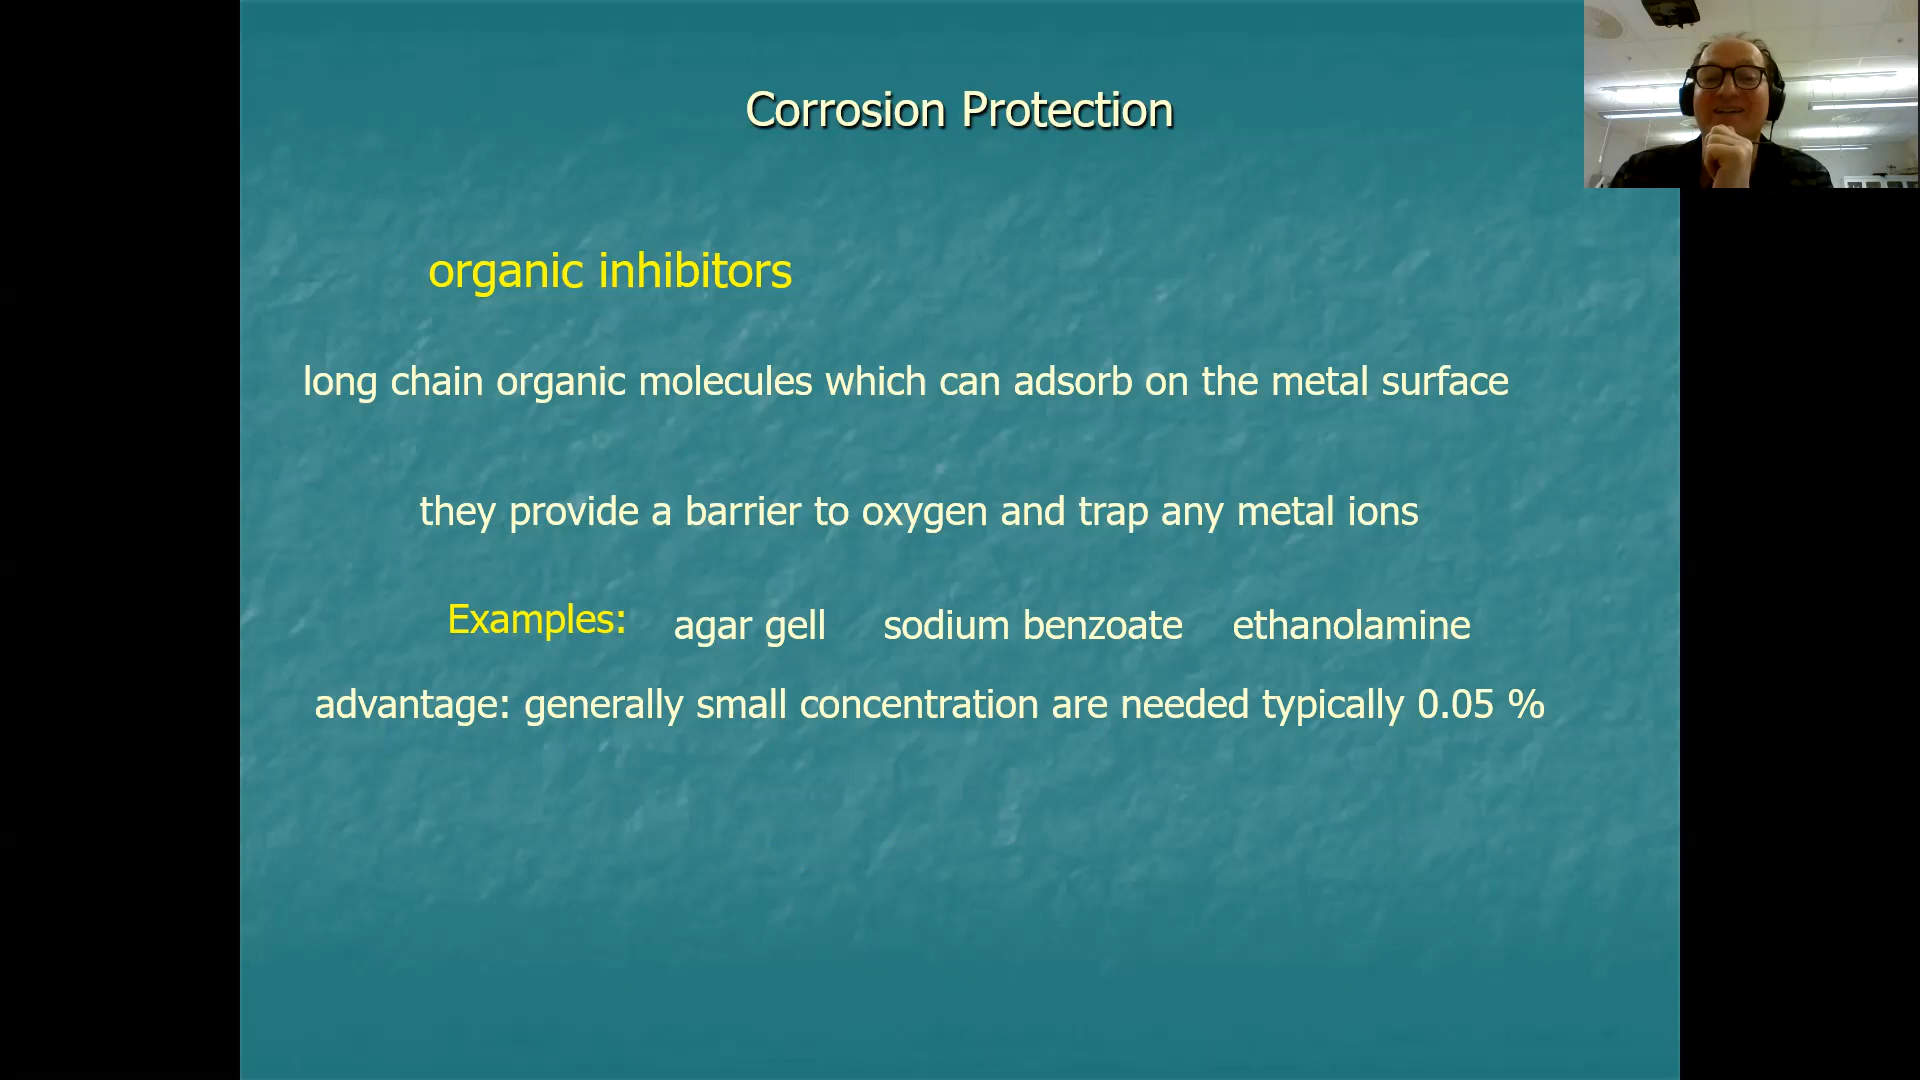 Corrosion Protection
organic inhibitors
long chain organic molecules which can adsorb on the metal surface
they provide a barrier to oxygen and trap any metal ions
Examples: agar gell sodium benzoate ethanolamine
advantage: generally small concentration are needed typically 0.05 %